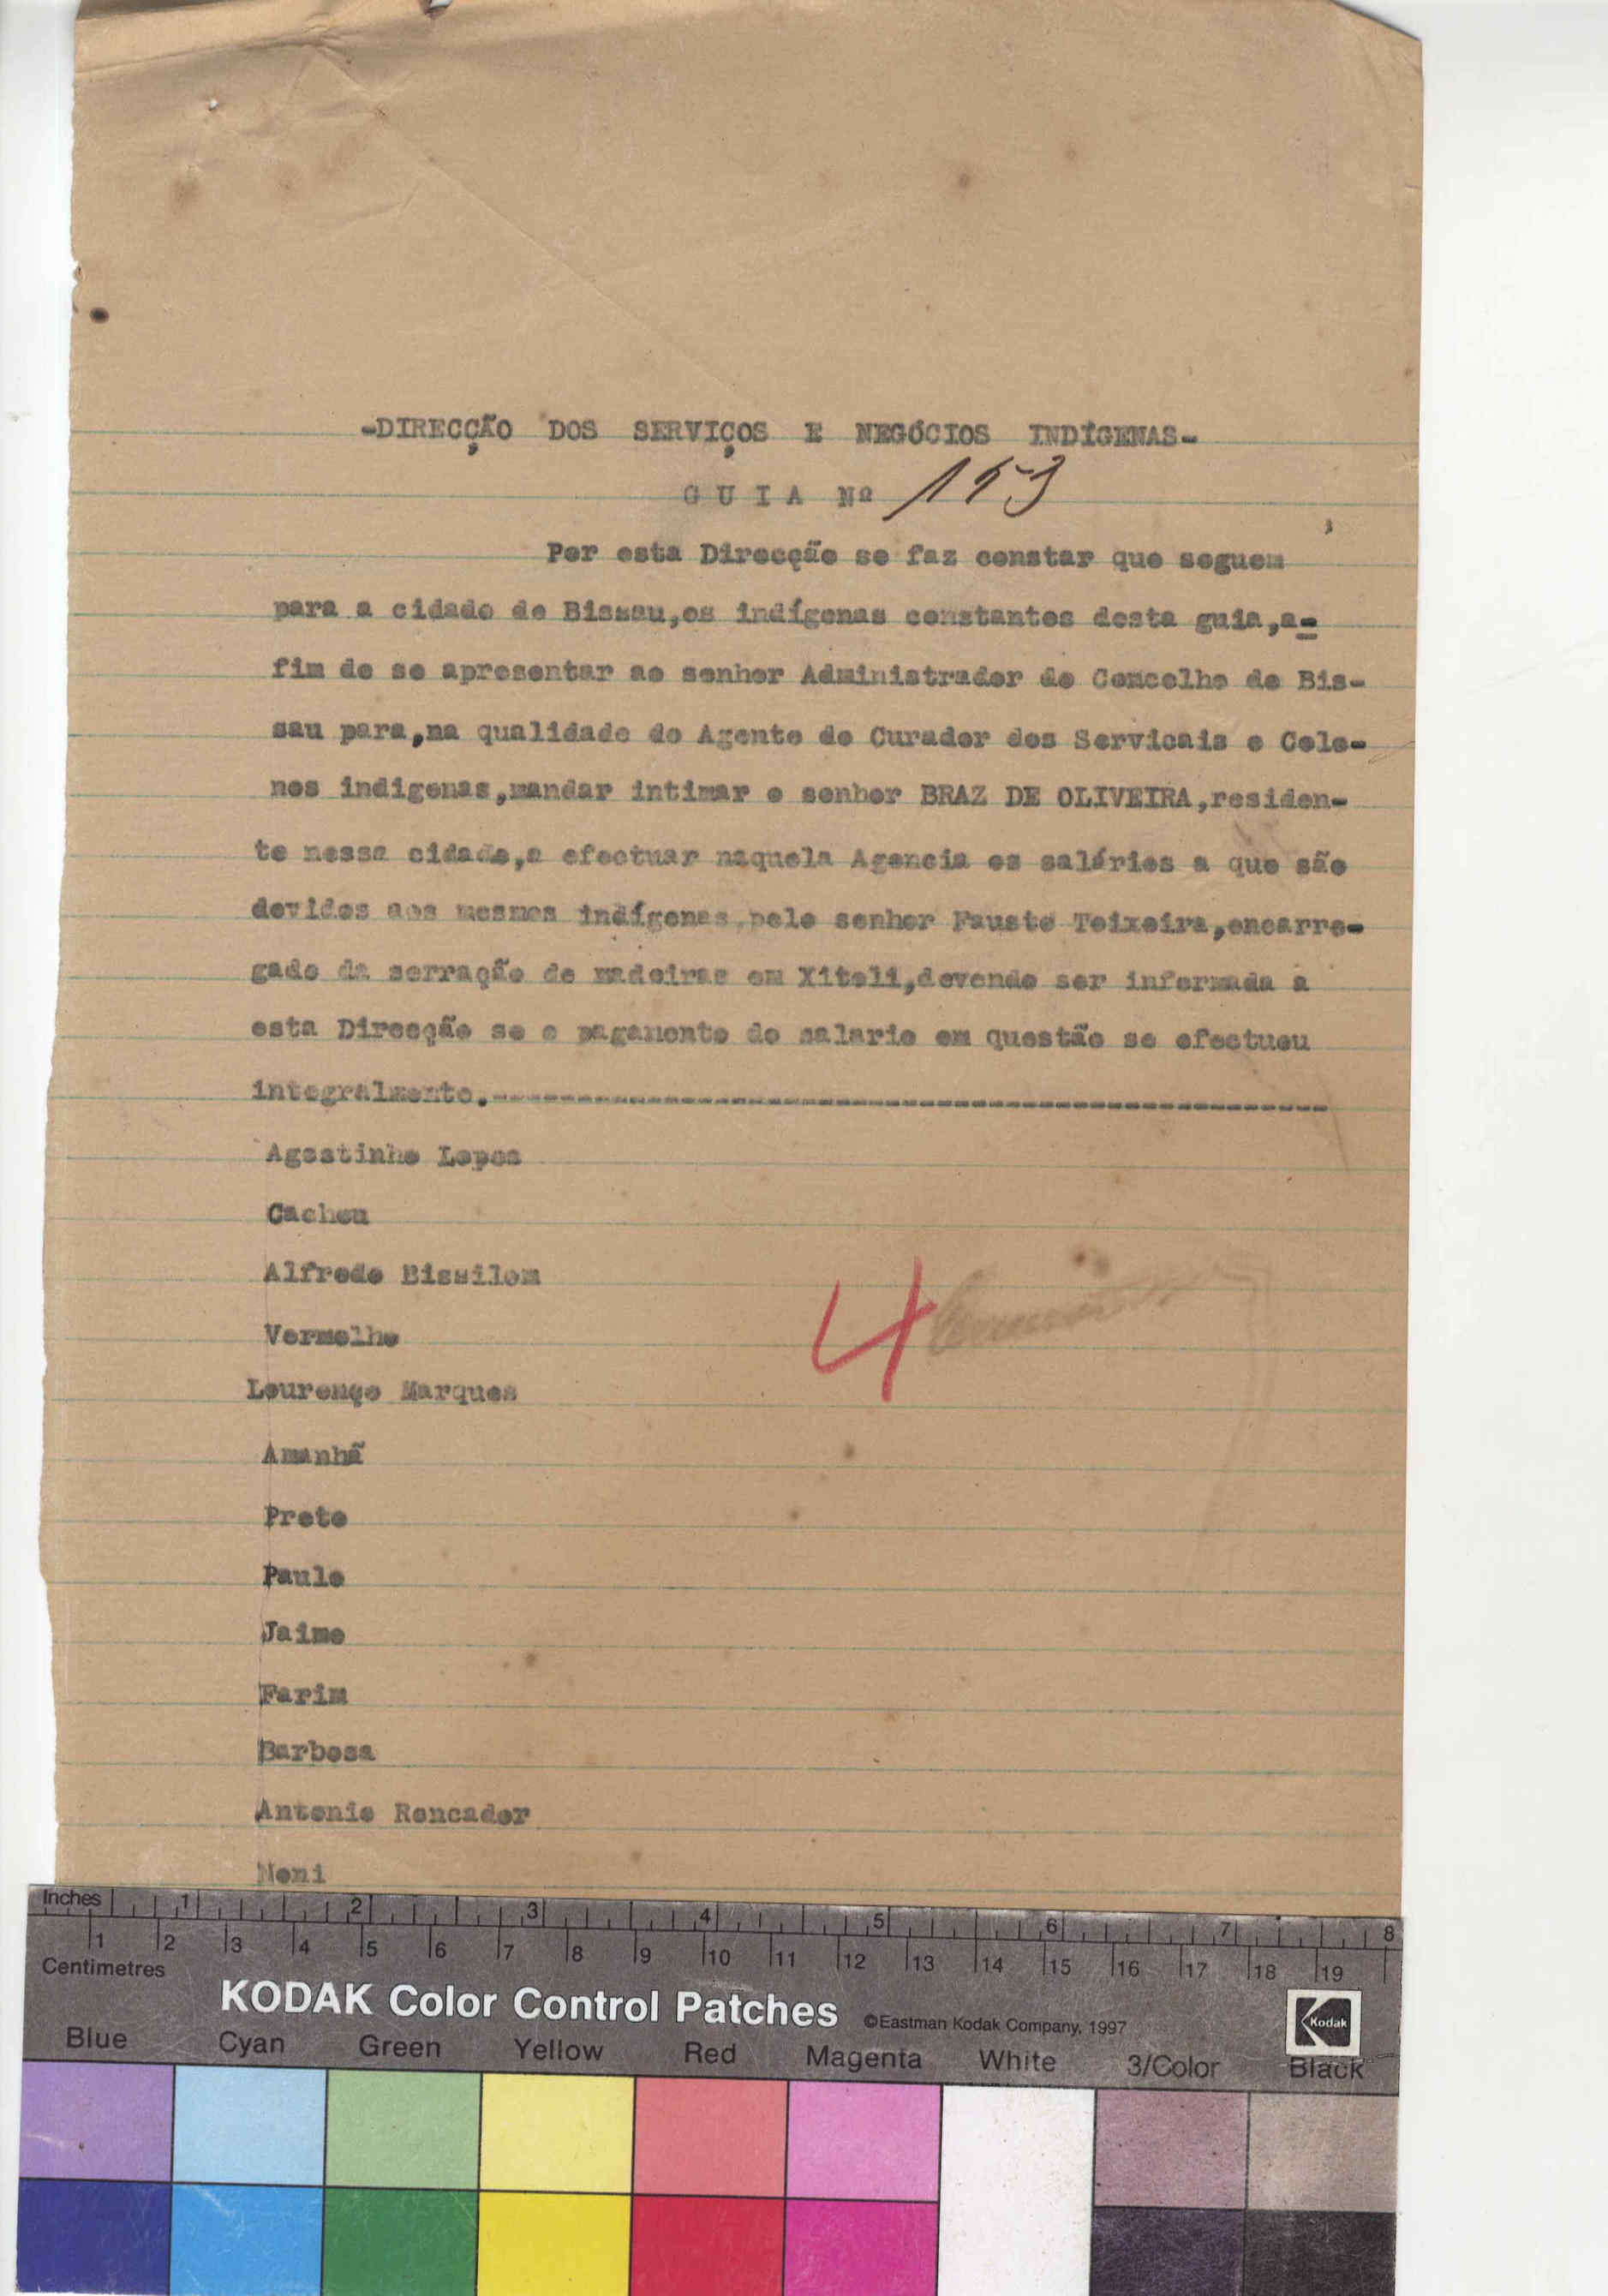 -DIRECÇÃO DOS SERVIÇOS E NEGÓCIOS INDÍGENAS-
GUIA Nº 153
Por esta Direcção se faz constar que seguem
para a cidade de Bissau,os indígenas constantes desta guia,a-
fim de se apresentar ao senhor Administrador do Concelho de Bis-
sau para,na qualidade de Agente do Curador dos Servicais e Colo-
nos indigenas,mandar intimar o senhor BRAZ DE OLIVEIRA,residen-
te nessa cidade,a efectuar naquela Agencia os salários a que são
devidos aos mesmos indígenas,pelo senhor Fausto Teixeira,encarre-
gado da serração de madeiras em Xitoli,devendo ser informada a
esta Direcção se o pagamento do salario em questão se efectuou
integralmente.------------------------------------------------
Agostinho Lopes
Cacheu
Alfredo Bissilom
Vermelho
Lourenço Marques
Amanhã
Preto
Paulo
Jaime
Farim
Barbosa
Antonio Roncador
Noni
4
Inches 1 2 3 4 5 6 7 8
1 2 3 4 5 6 7 8 9 10 11 12 13 14 15 16 17 18 19
Centimetres
KODAK Color Control Patches ©Eastman Kodak Company, 1997 Kodak
Blue Cyan Green Yellow Red Magenta White 3/Color Black